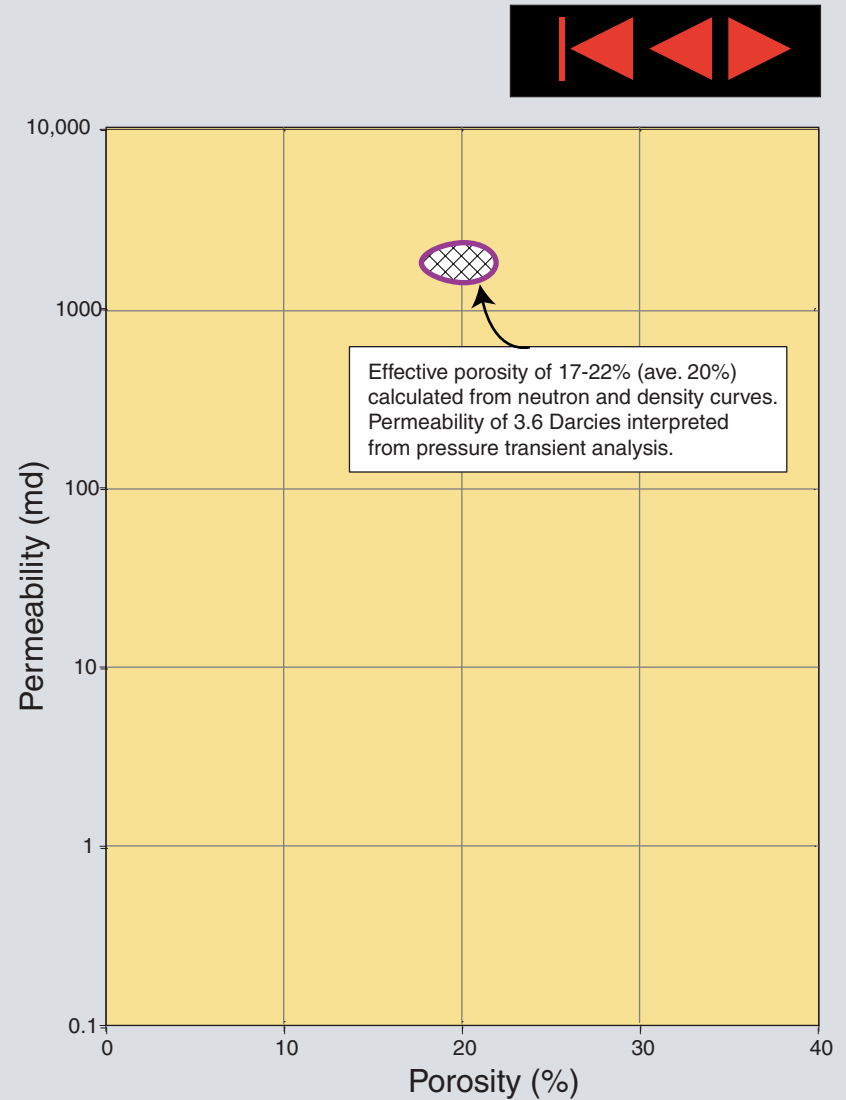 10,000
1000
Effective porosity of 17-22% (ave. 20%)
calculated from neutron and density curves.
Permeability of 3.6 Darcies interpreted
from pressure transient analysis.
100
Permeability (md)
10
1
0.1
0 10 20 30 40
Porosity (%)